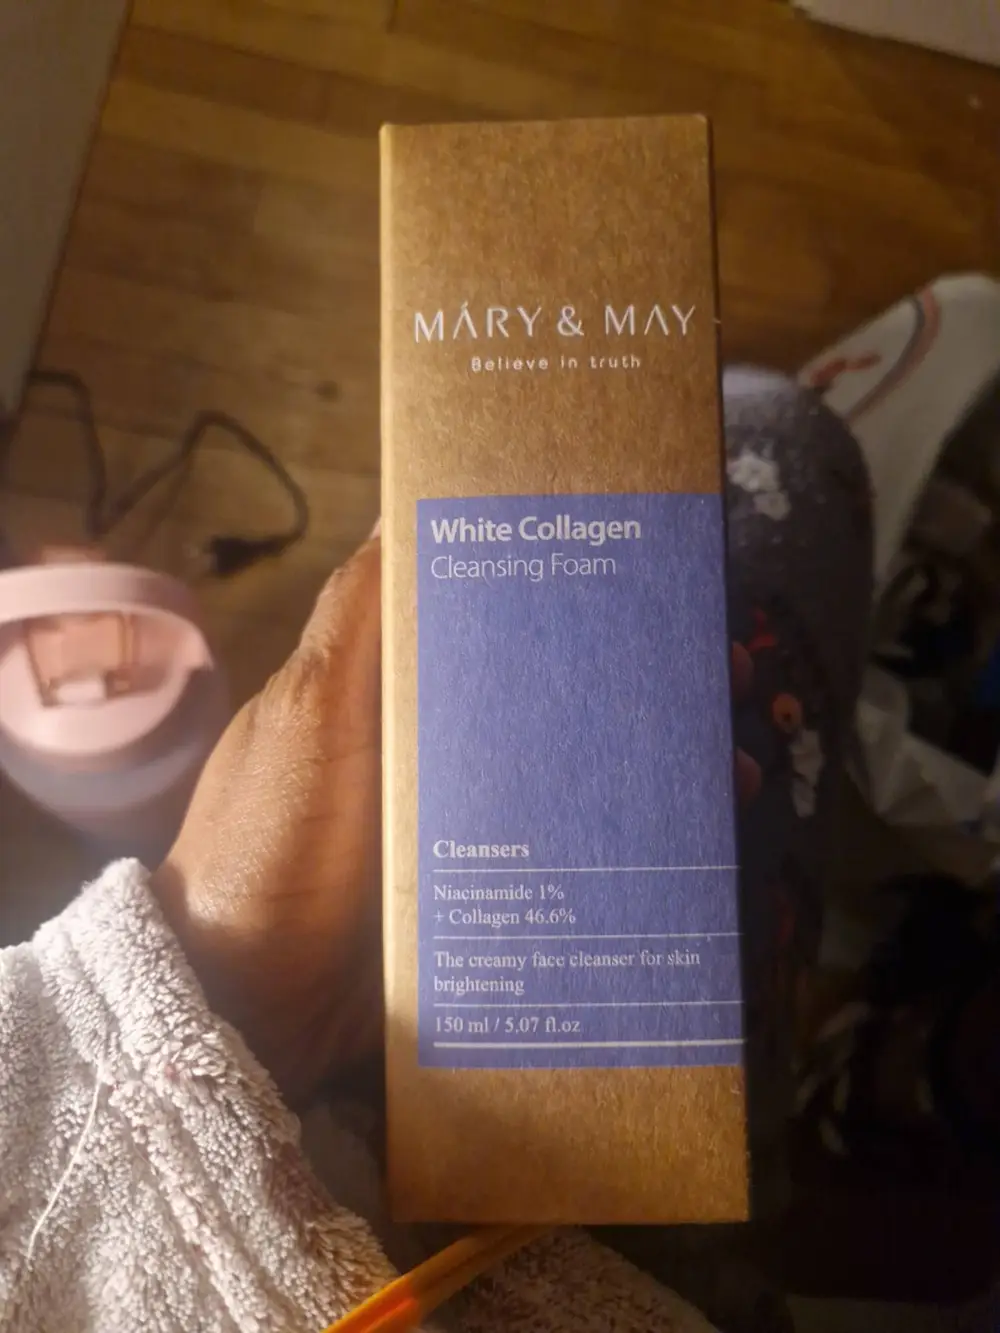 MÁRY & MAY
Believe in truth
White Collagen
Cleansing Foam
Cleansers
Niacinamide 1%
+ Collagen 46.6%
The creamy face cleanser for skin
brightening
150 ml / 5.07 fl.oz